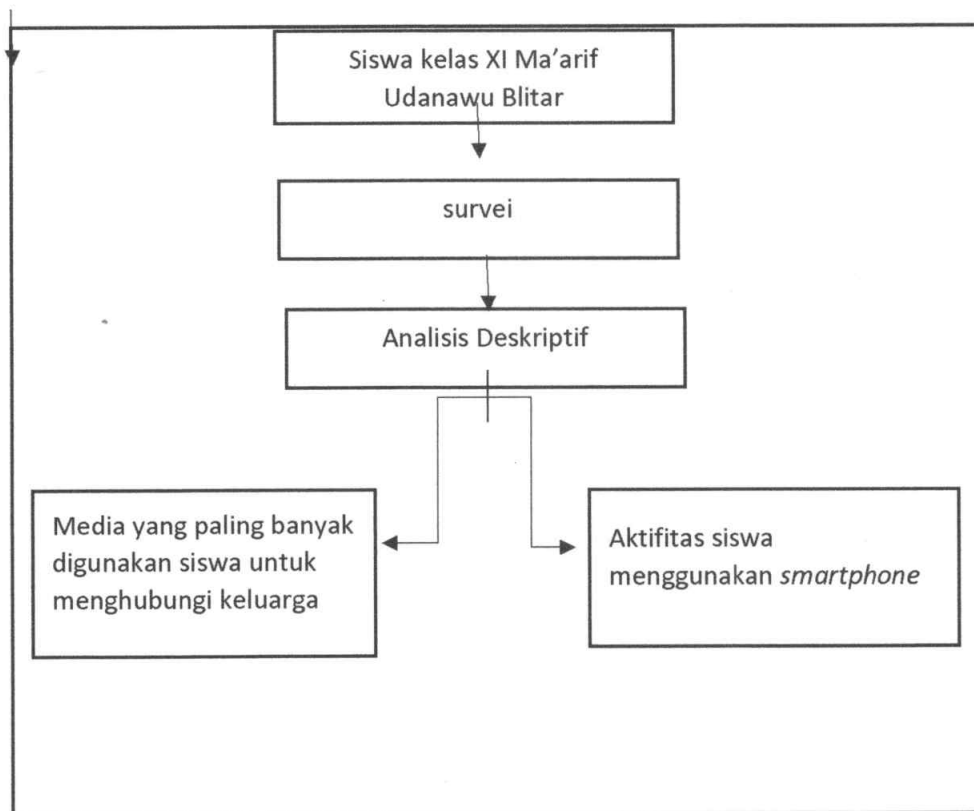 Siswa kelas XI Ma’arif
Udanawu Blitar
survei
Analisis Deskriptif
Media yang paling banyak
digunakan siswa untuk
menghubungi keluarga
Aktifitas siswa
menggunakan smartphone